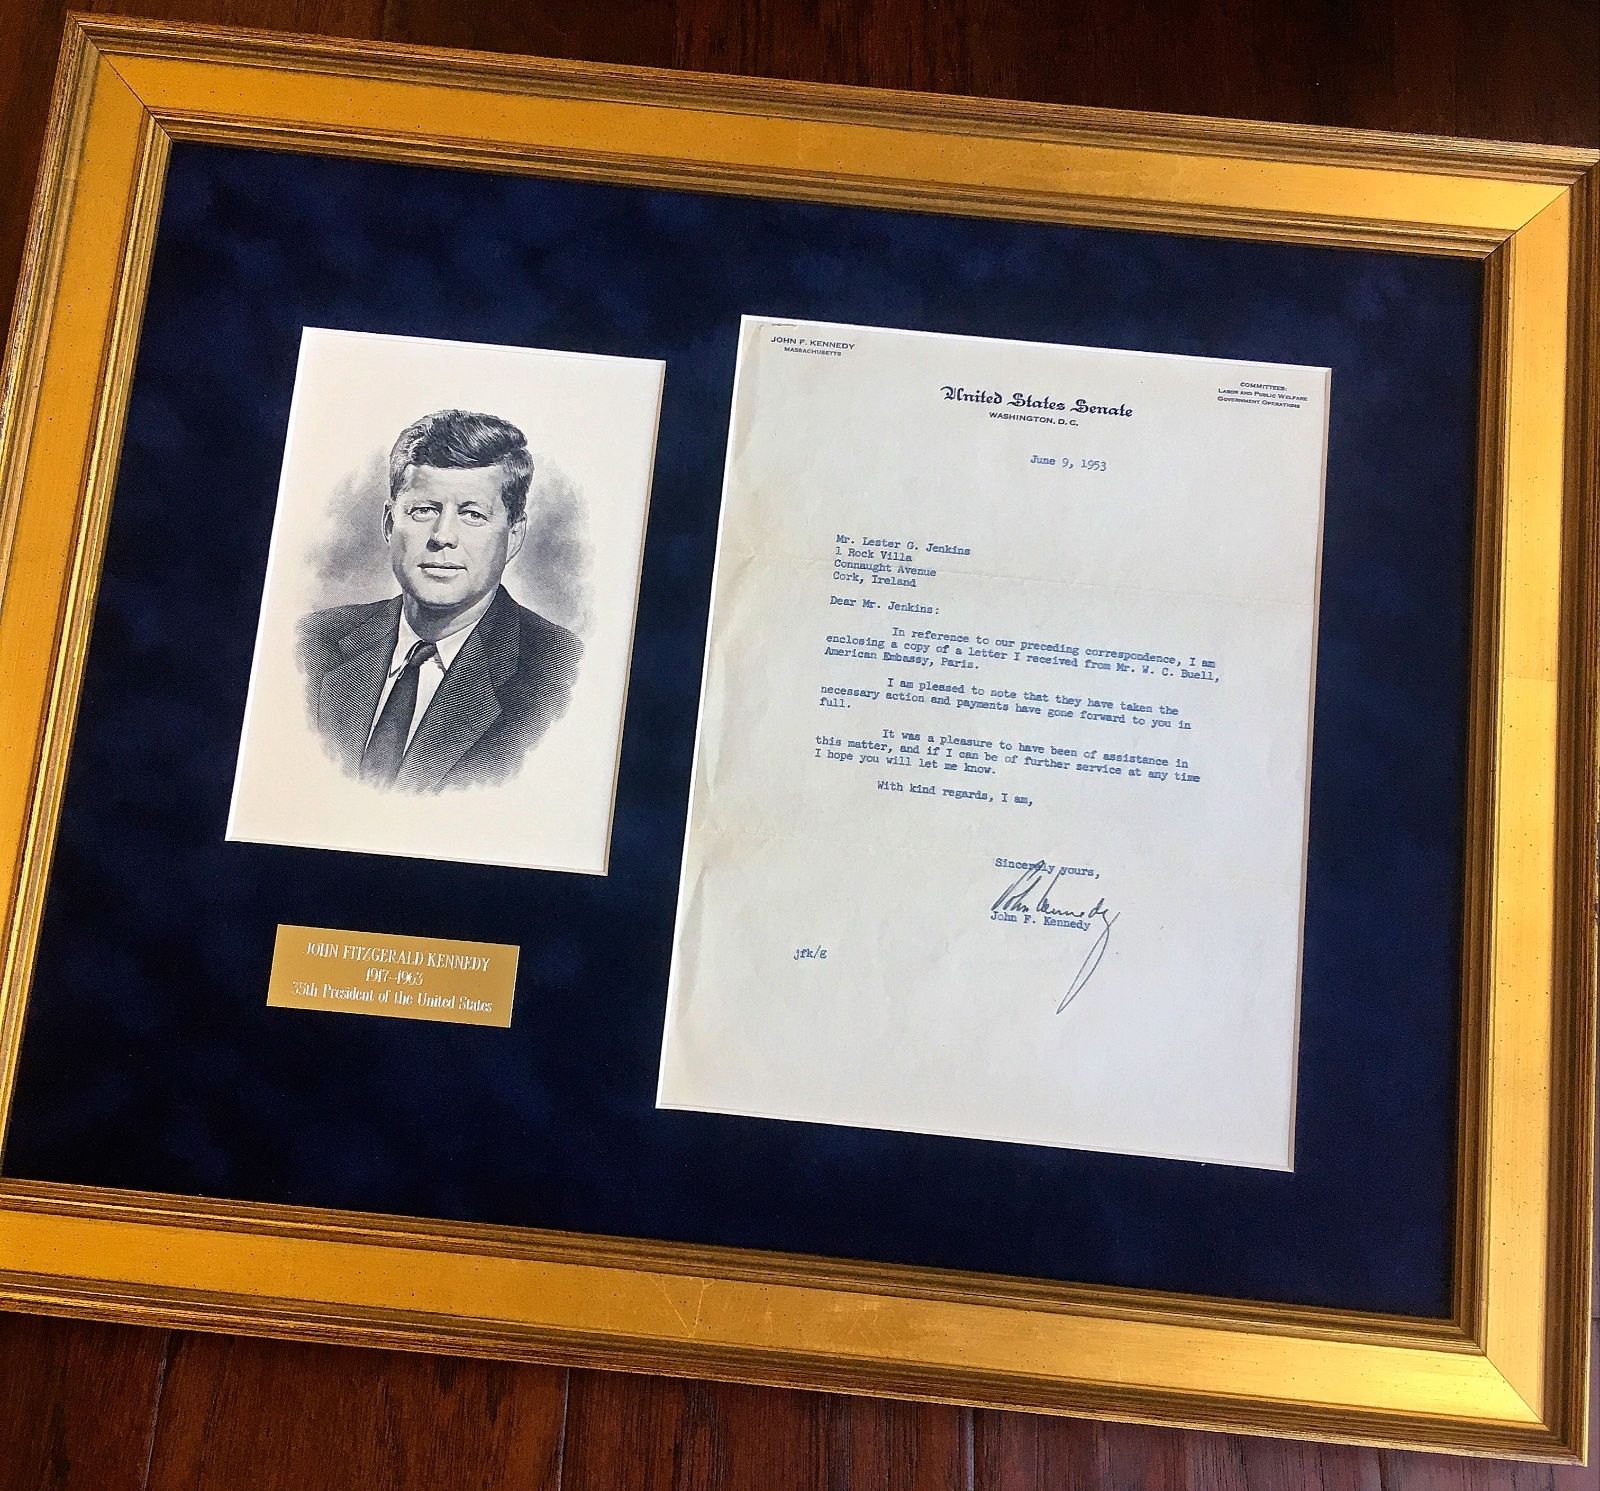 JOHN F. KENNEDY
MASSACHUSETTS
COMMITTEES:
LABOR AND PUBLIC WELFARE
GOVERNMENT OPERATIONS
United States Senate
WASHINGTON, D. C.
June 9, 1953
Mr. Lester G. Jenkins
1 Rock Villa
Connaught Avenue
Cork, Ireland
Dear Mr. Jenkins:
In reference to our preceding correspondence, I am
enclosing a copy of a letter I received from Mr. W. C. Buell,
American Embassy, Paris.
I am pleased to note that they have taken the
necessary action and payments have gone forward to you in
full.
It was a pleasure to have been of assistance in
this matter, and if I can be of further service at any time
I hope you will let me know.
With kind regards, I am,
Sincerely yours,
John Kennedy
John F. Kennedy
jfk/g
JOHN FITZGERALD KENNEDY
1917-1963
35th President of the United States